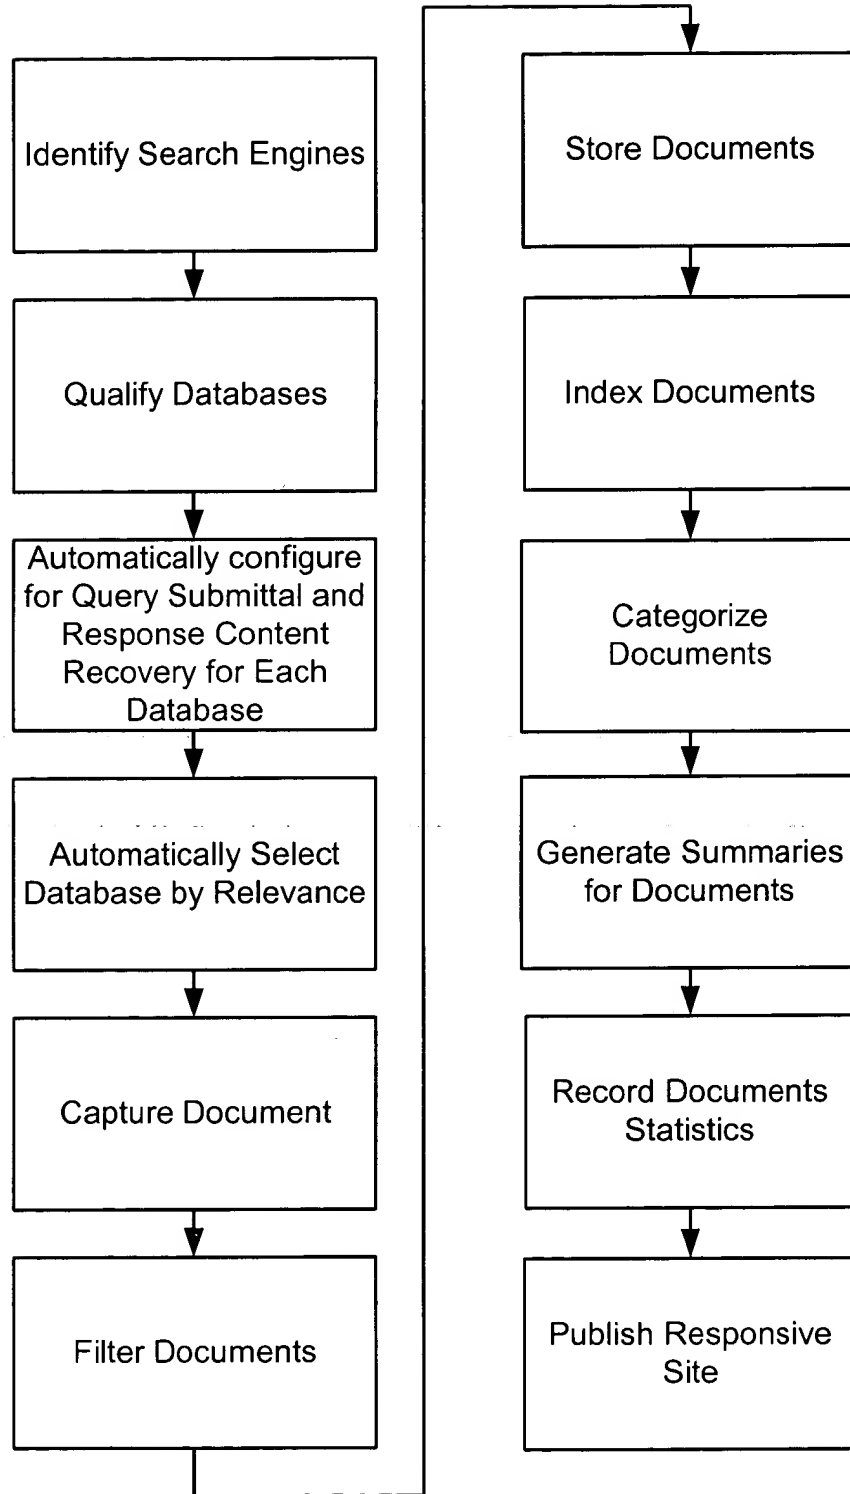 Identify Search Engines
Qualify Databases
Automatically configure
for Query Submittal and
Response Content
Recovery for Each
Database
Automatically Select
Database by Relevance
Capture Document
Filter Documents
Store Documents
Index Documents
Categorize
Documents
Generate Summaries
for Documents
Record Documents
Statistics
Publish Responsive
Site